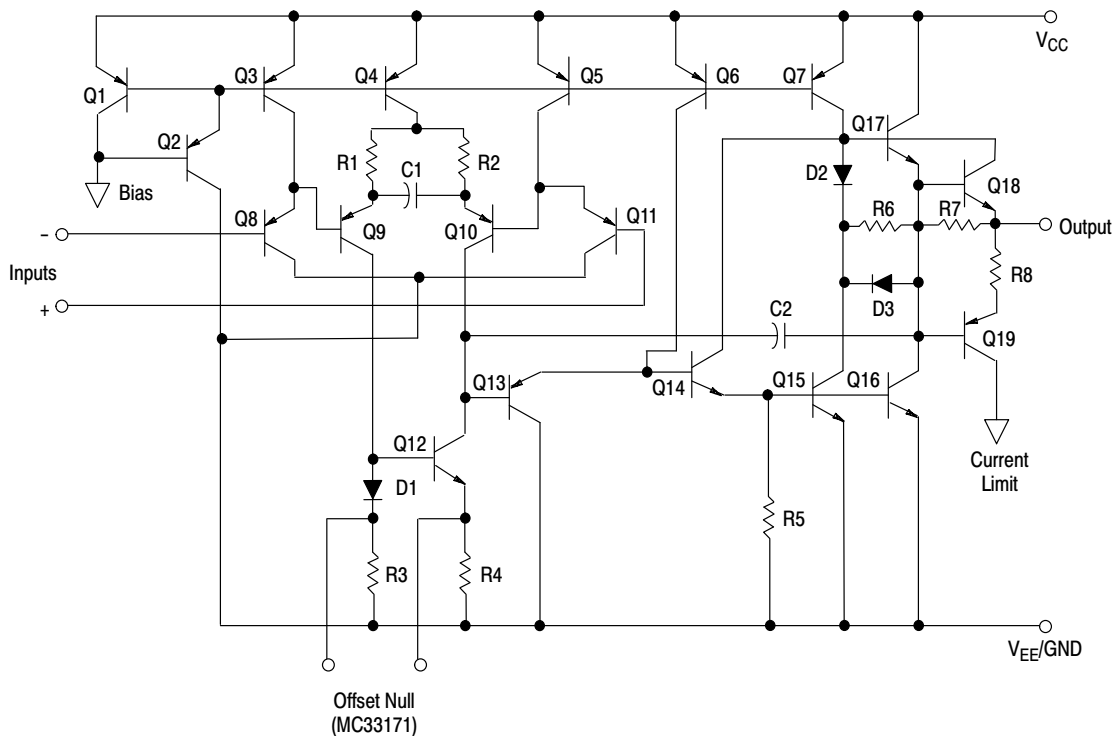 VCC
Q3
Q4
Q5
Q6
Q7
Q1
Q2
Q17
R1
C1
R2
D2
Q18
Bias
Q8
Q9
Q10
Q11
R6
R7
Output
–
Inputs
+
R8
D3
C2
Q19
Q13
Q14
Q15
Q16
Q12
D1
Current
Limit
R5
R3
R4
VEE/GND
Offset Null
(MC33171)